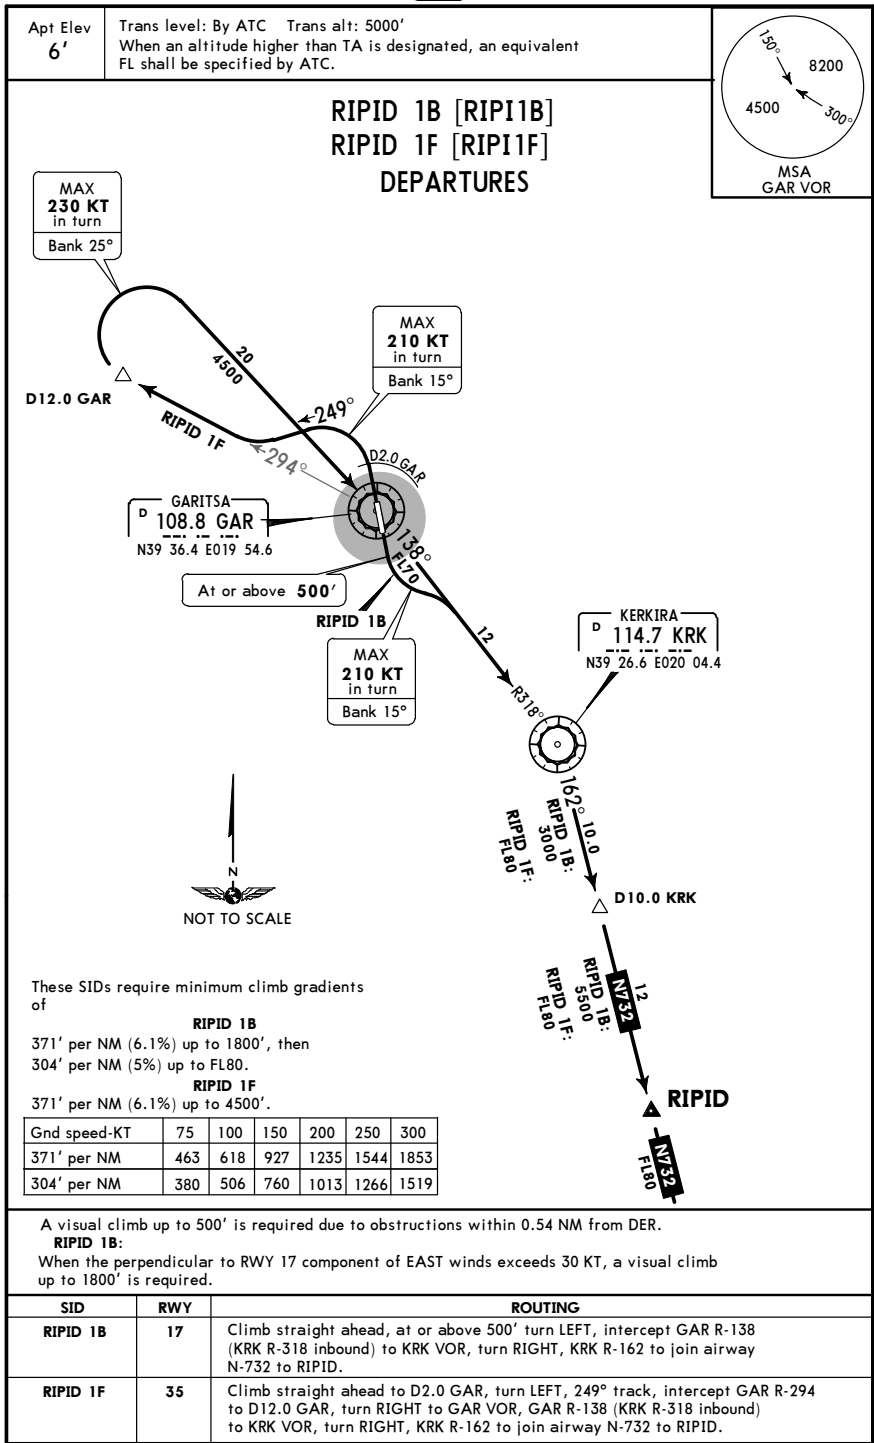 Apt Elev
6'
Trans level: By ATC   Trans alt: 5000'
When an altitude higher than TA is designated, an equivalent
FL shall be specified by ATC.
150°
8200
4500
300°
MSA
GAR VOR
RIPID 1B [RIPI1B]
RIPID 1F [RIPI1F]
DEPARTURES
MAX
230 KT
in turn
Bank 25°
MAX
210 KT
in turn
Bank 15°
20
4500
D12.0 GAR
249°
RIPID 1F
294°
D2.0 GAR
GARITSA
D 108.8 GAR
N39 36.4 E019 54.6
138°
FL70
At or above 500'
RIPID 1B
12
MAX
210 KT
in turn
Bank 15°
KERKIRA
D 114.7 KRK
N39 26.6 E020 04.4
R318°
162°
10.0
RIPID 1B:
3000
RIPID 1F:
FL80
D10.0 KRK
N
NOT TO SCALE
12
N732
RIPID 1B:
5500
RIPID 1F:
FL80
RIPID
N732
FL80
These SIDs require minimum climb gradients
of
RIPID 1B
371' per NM (6.1%) up to 1800', then
304' per NM (5%) up to FL80.
RIPID 1F
371' per NM (6.1%) up to 4500'.
Gnd speed-KT 75 100 150 200 250 300
371' per NM 463 618 927 1235 1544 1853
304' per NM 380 506 760 1013 1266 1519
A visual climb up to 500' is required due to obstructions within 0.54 NM from DER.
RIPID 1B:
When the perpendicular to RWY 17 component of EAST winds exceeds 30 KT, a visual climb
up to 1800' is required.
SID RWY ROUTING
RIPID 1B 17 Climb straight ahead, at or above 500' turn LEFT, intercept GAR R-138
(KRK R-318 inbound) to KRK VOR, turn RIGHT, KRK R-162 to join airway
N-732 to RIPID.
RIPID 1F 35 Climb straight ahead to D2.0 GAR, turn LEFT, 249° track, intercept GAR R-294
to D12.0 GAR, turn RIGHT to GAR VOR, GAR R-138 (KRK R-318 inbound)
to KRK VOR, turn RIGHT, KRK R-162 to join airway N-732 to RIPID.